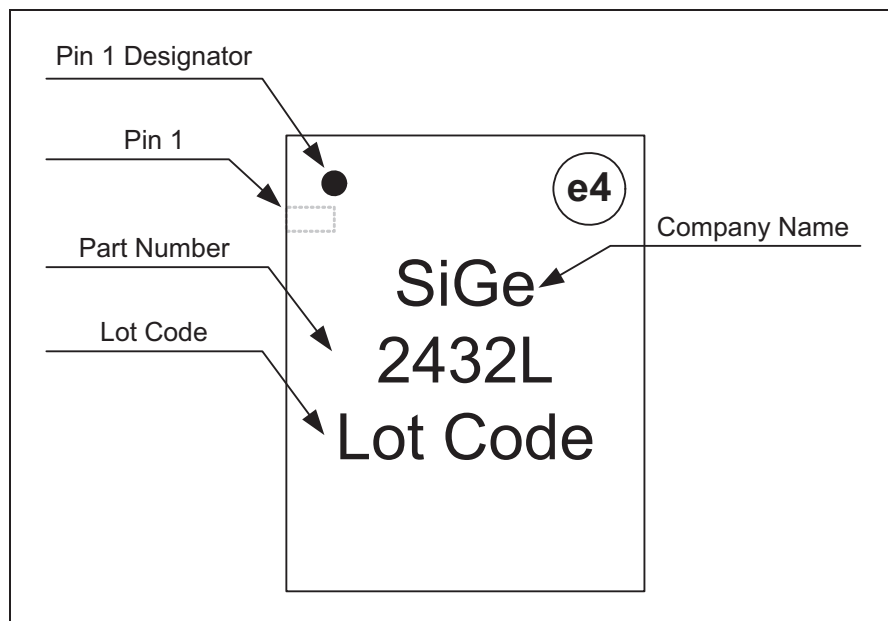 Pin 1 Designator
Pin 1
e4
Company Name
Part Number
SiGe
Lot Code
2432L
Lot Code